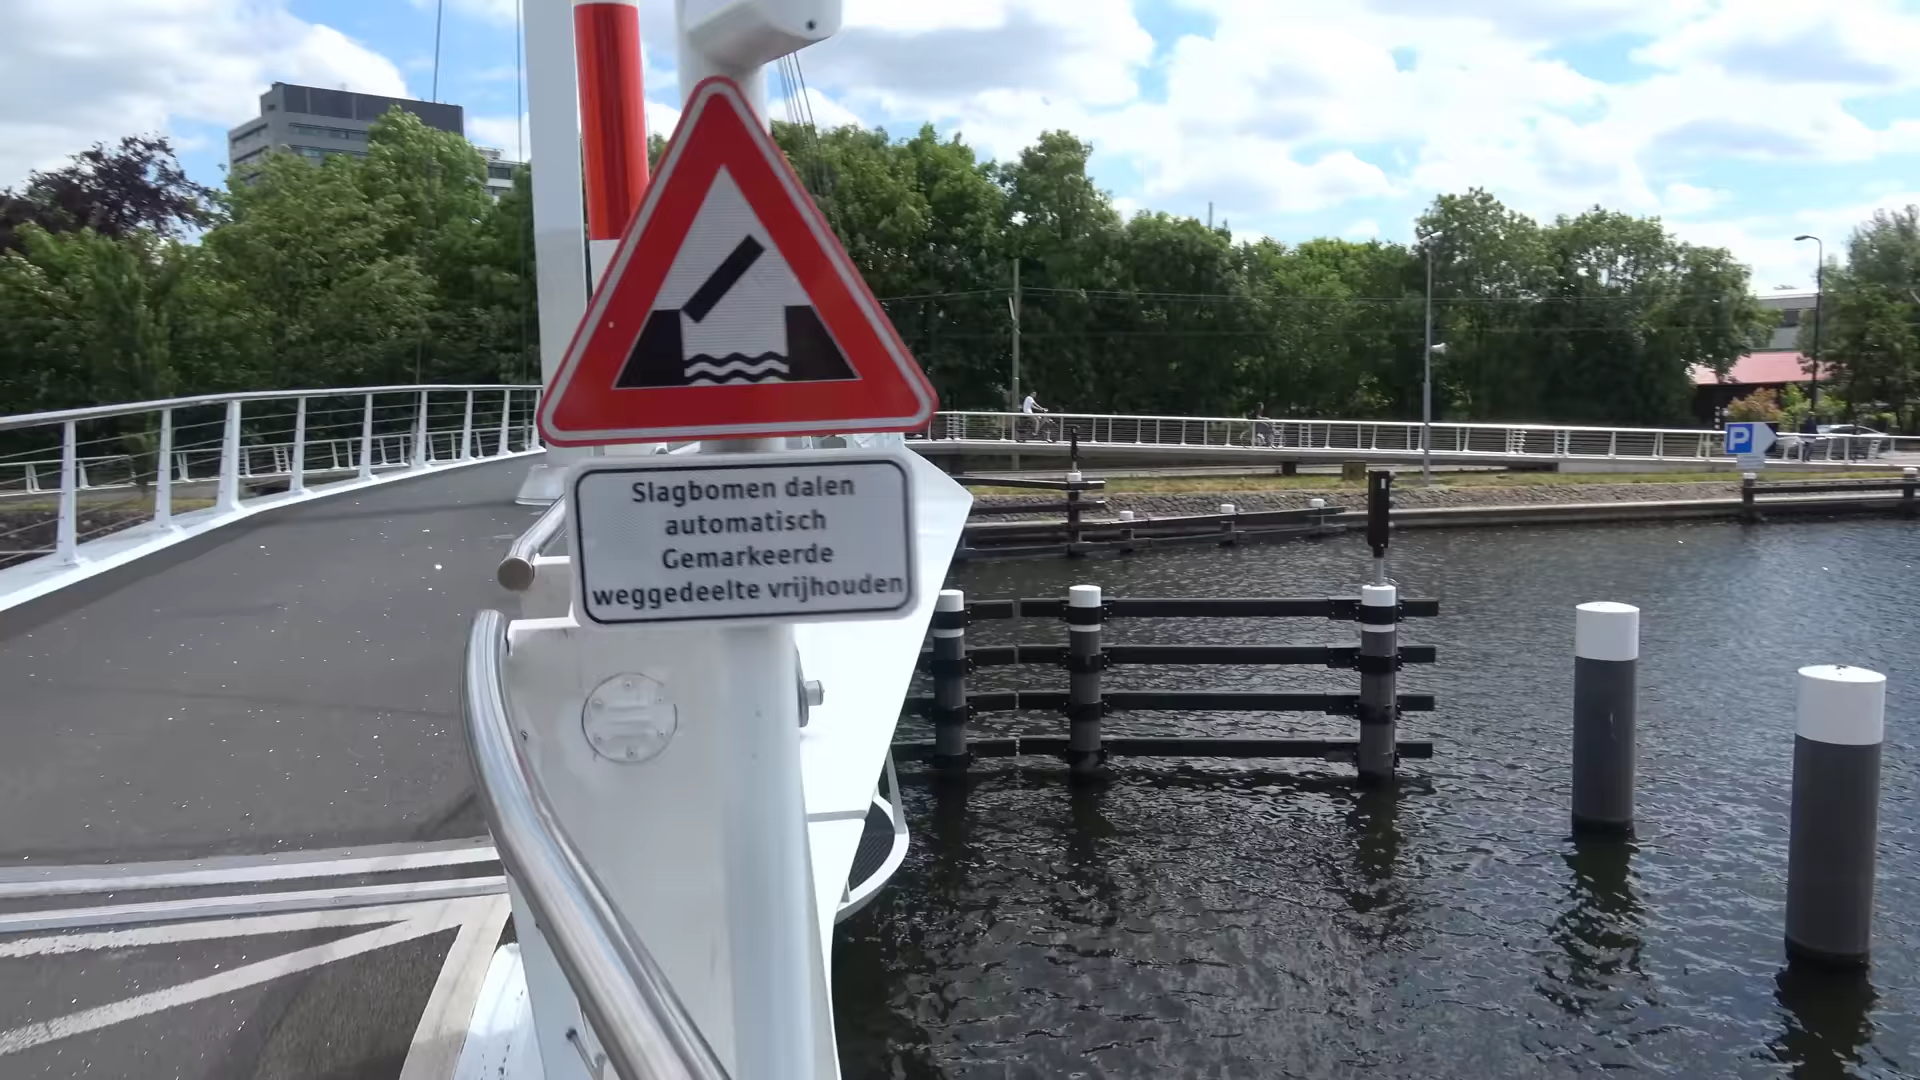 Slagbomen dalen
automatisch
Gemarkeerde
weggedeelte vrijhouden
P